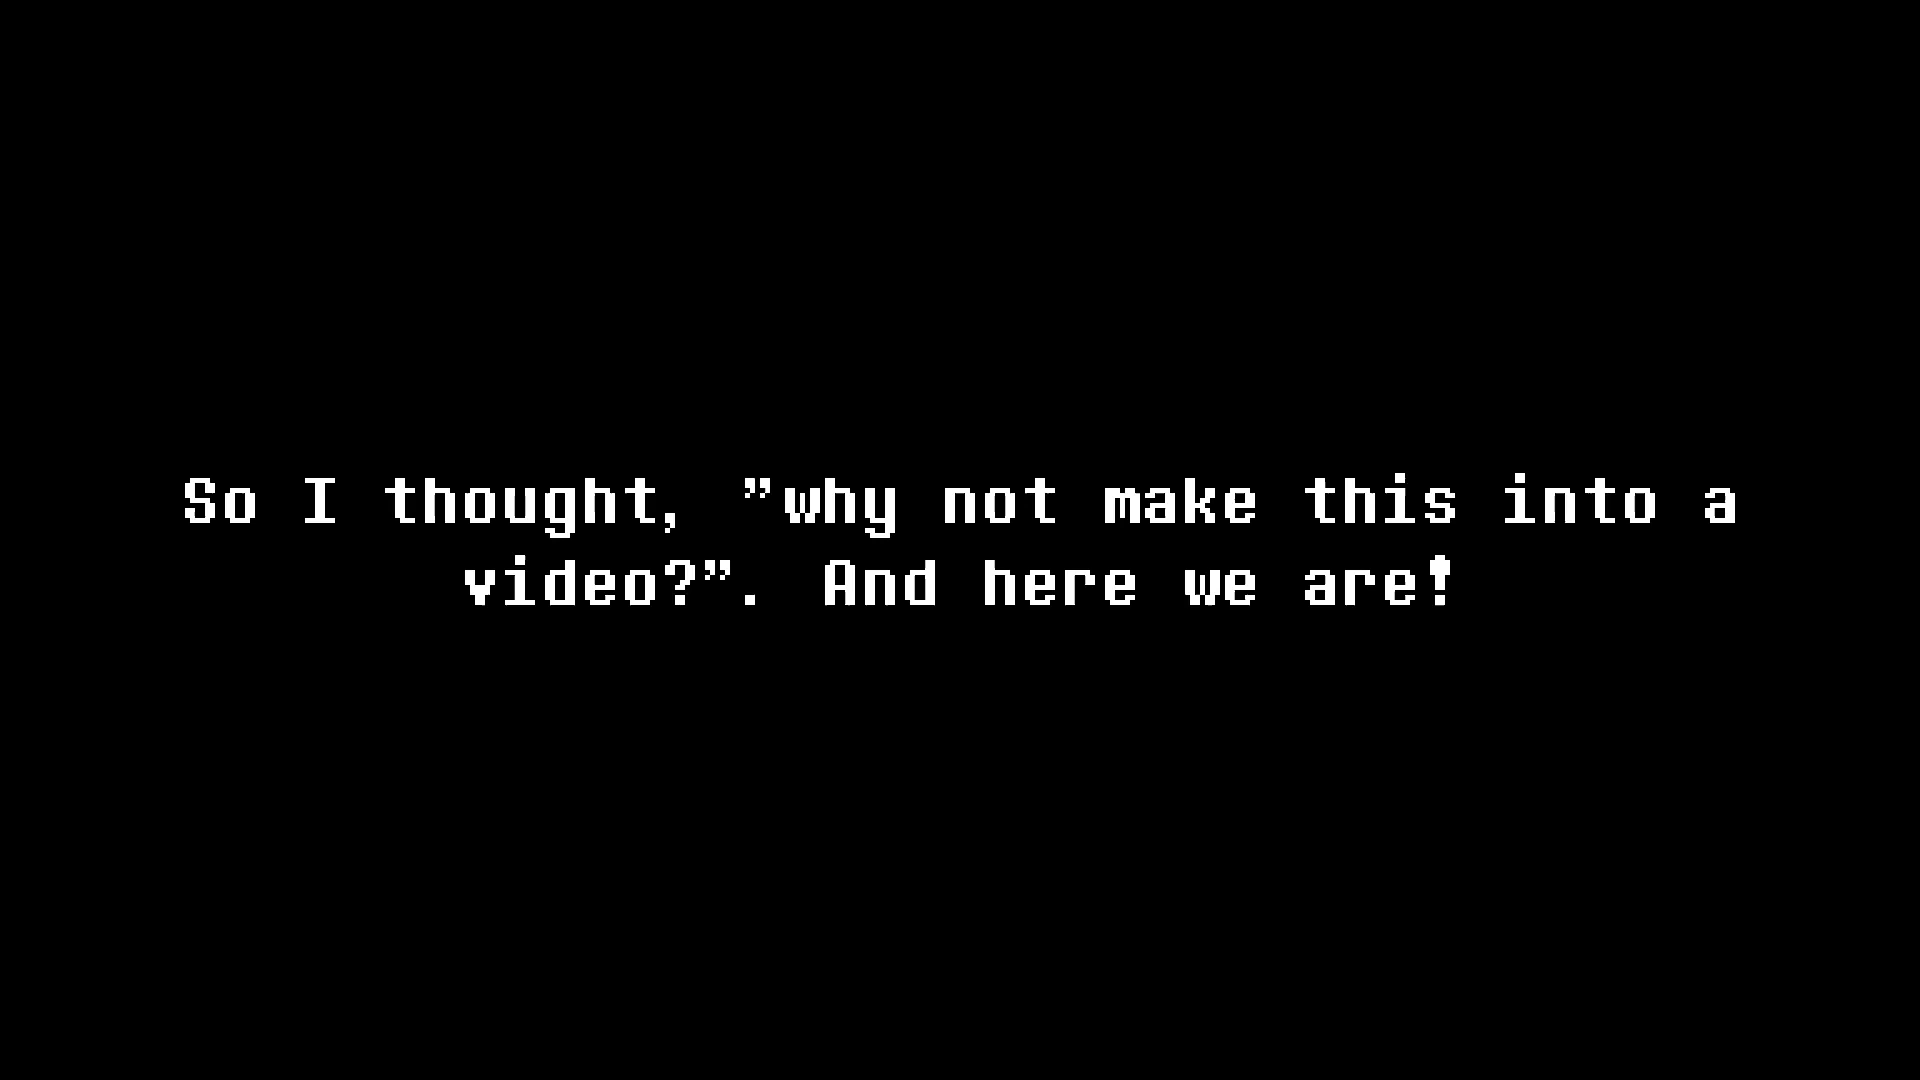 So I thought, ”why not make this into a
video?”. And here we are!